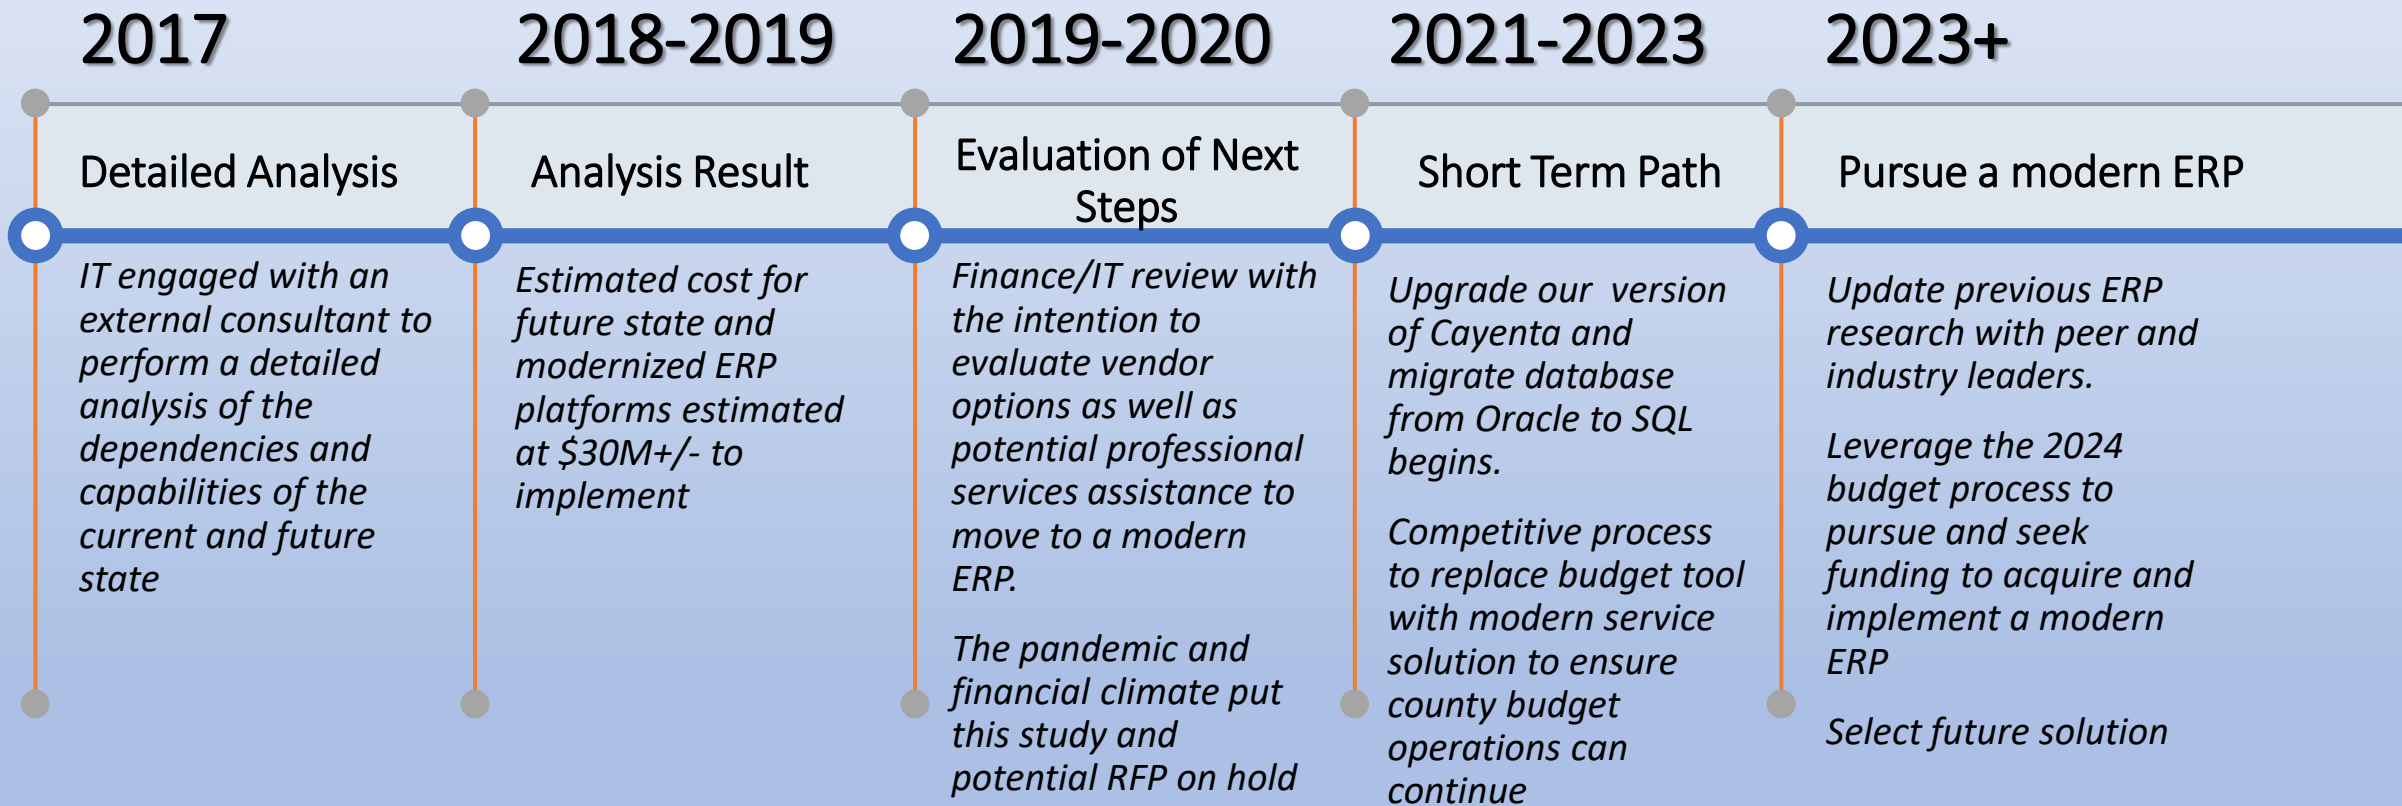 2017
Detailed Analysis
IT engaged with an
external consultant to
perform a detailed
analysis of the
dependencies and
capabilities of the
current and future
state
2018-2019
Analysis Result
Estimated cost for
future state and
modernized ERP
platforms estimated
at $30M+/- to
implement
2019-2020
Evaluation of Next
Steps
Finance/IT review with
the intention to
evaluate vendor
options as well as
potential professional
services assistance to
move to a modern
ERP.
The pandemic and
financial climate put
this study and
potential RFP on hold
2021-2023
Short Term Path
Upgrade our  version
of Cayenta and
migrate database
from Oracle to SQL
begins.
Competitive process
to replace budget tool
with modern service
solution to ensure
county budget
operations can
continue
2023+
Pursue a modern ERP
Update previous ERP
research with peer and
industry leaders.
Leverage the 2024
budget process to
pursue and seek
funding to acquire and
implement a modern
ERP
Select future solution